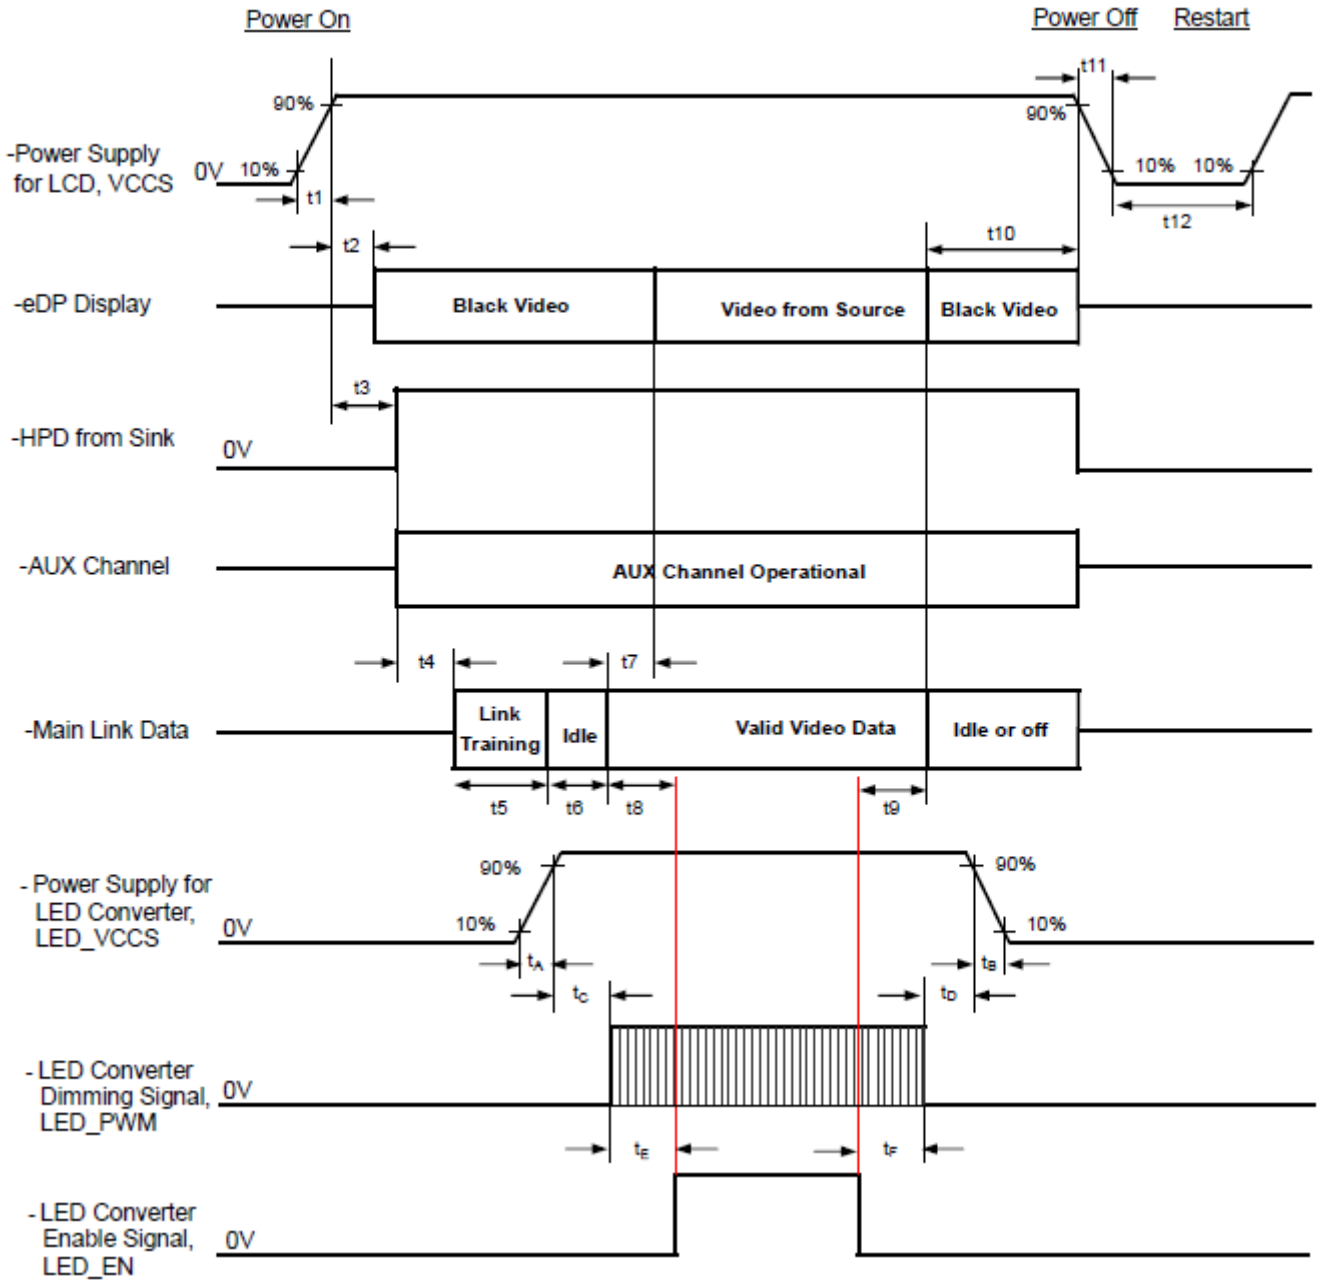 Power On
Power Off
Restart
t11
90%
90%
-Power Supply
for LCD, VCCS
0V
10%
10%
10%
t1
t12
t2
t10
-eDP Display
Black Video
Video from Source
Black Video
t3
-HPD from Sink
0V
-AUX Channel
AUX Channel Operational
t4
t7
-Main Link Data
Link
Training
Idle
Valid Video Data
Idle or off
t5
t6
t8
t9
90%
90%
- Power Supply for
LED Converter,
LED_VCCS
0V
10%
10%
tA
tB
tC
tD
- LED Converter
Dimming Signal,
LED_PWM
0V
tE
tF
- LED Converter
Enable Signal,
LED_EN
0V